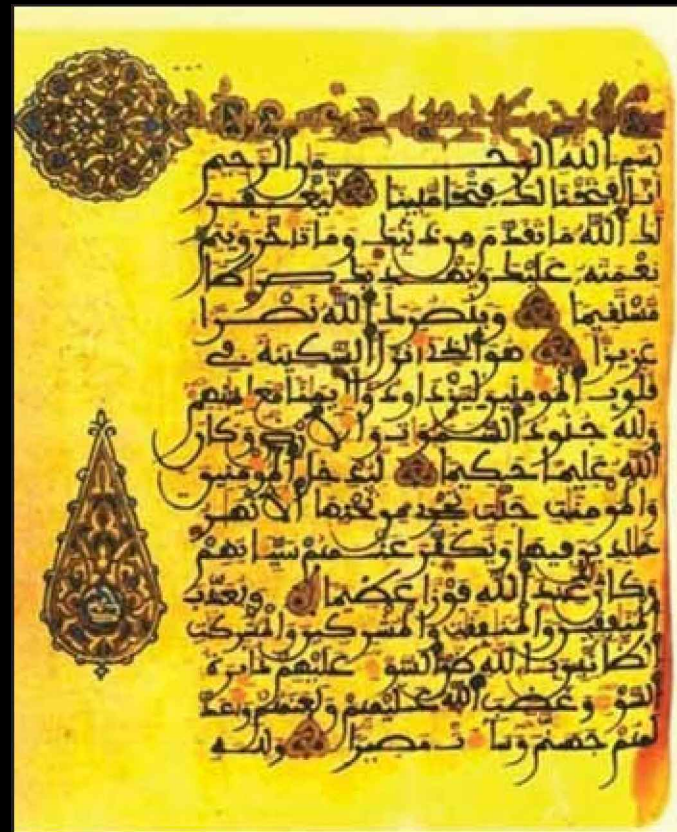 بسم الله الرحمن الرحيم
انا فتحنا لك فتحا مبينا ليغفر
لك الله ما تقدم من ذنبك وما تاخر ويتم
نعمته عليك ويهديك صراطا
مستقيما وينصرك الله نصرا
عزيزا هو الذي انزل السكينة في
قلوب المومنين ليزدادوا ايمنا مع ايمنهم
ولله جنود السموت والارض وكان
الله عليما حكيما ليدخل المومنين
والمومنت جنت تجري من تحتها الانهر
خلدين فيها ويكفر عنهم سياتهم
وكان عند الله فوزا عظيما ويعذب
المنفقين والمنفقت والمشركين والمشركت
الظانين بالله ظن السوء عليهم دائرة
السوء وغضب الله عليهم ولعنهم واعد
لهم جهنم وساءت مصيرا ولله